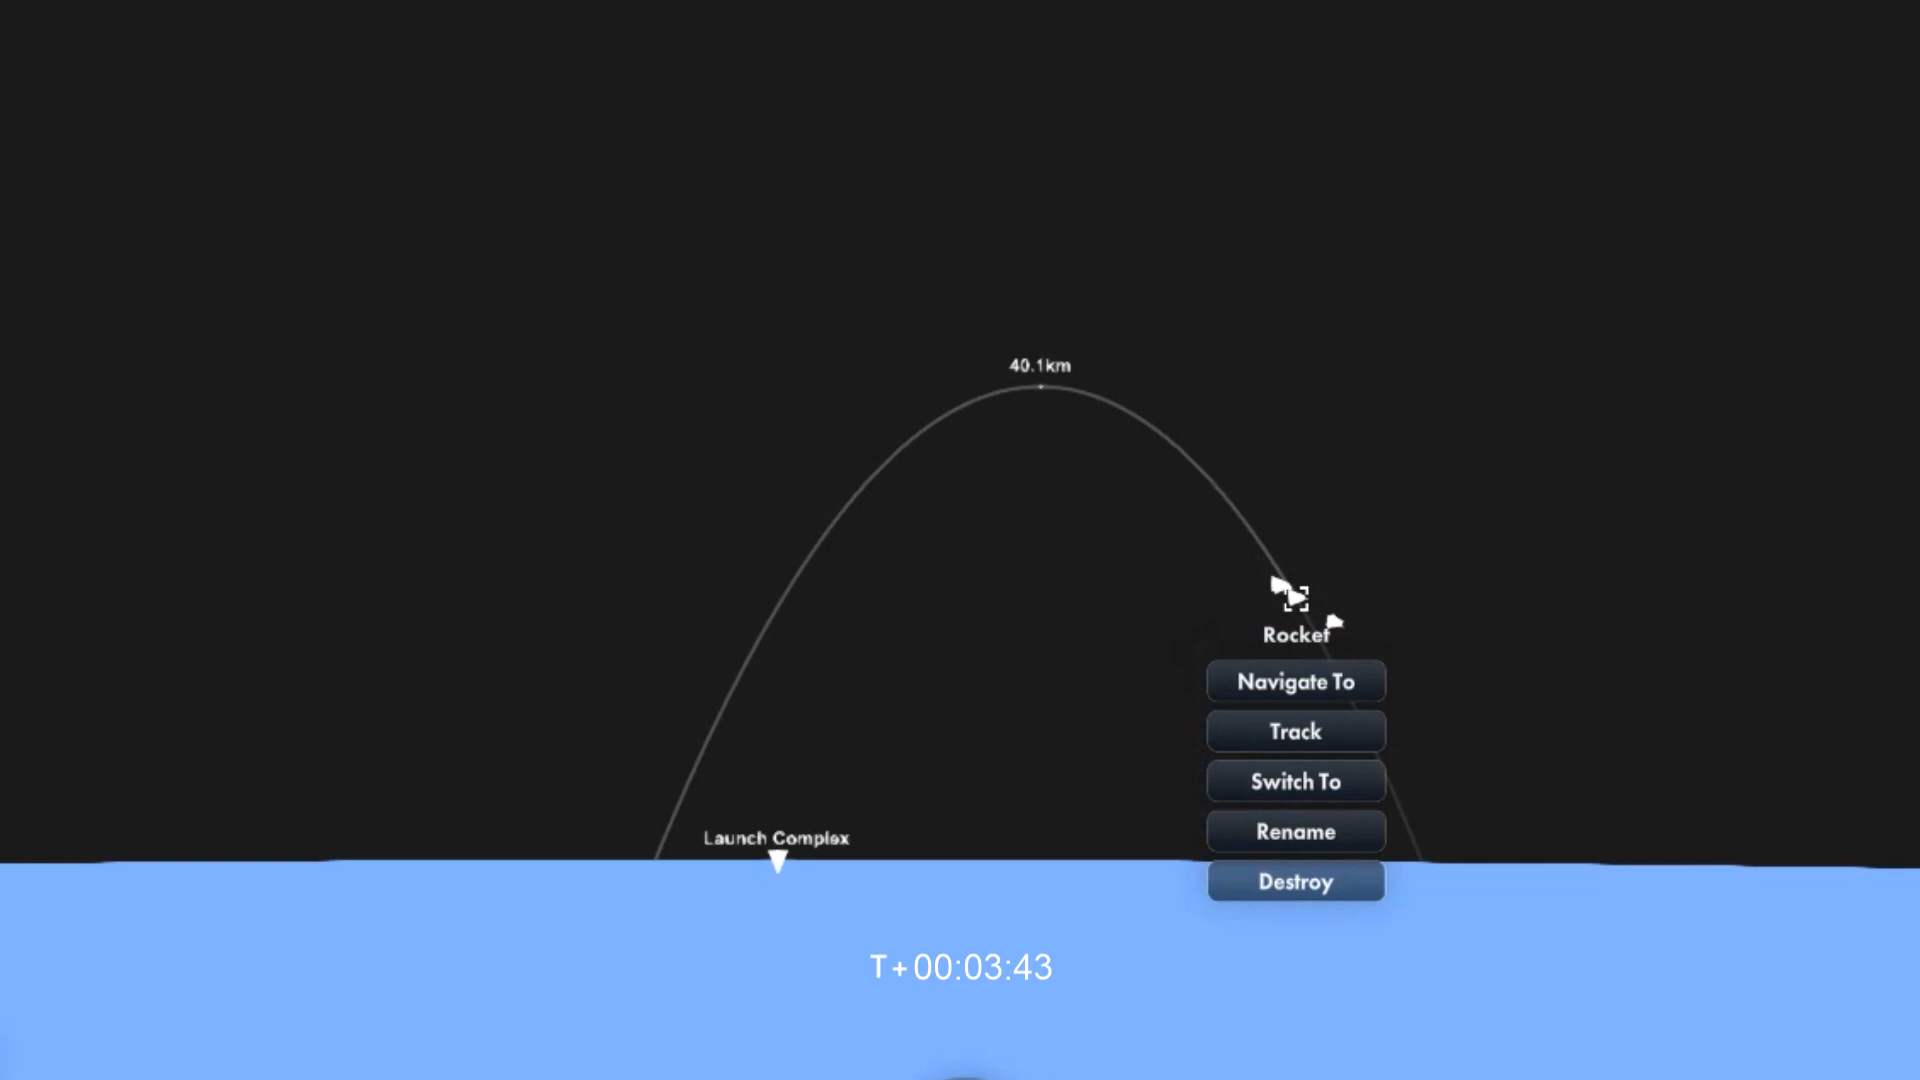 40.1km
Rocket
Navigate To
Track
Switch To
Rename
Launch Complex
Destroy
T+00:03:43